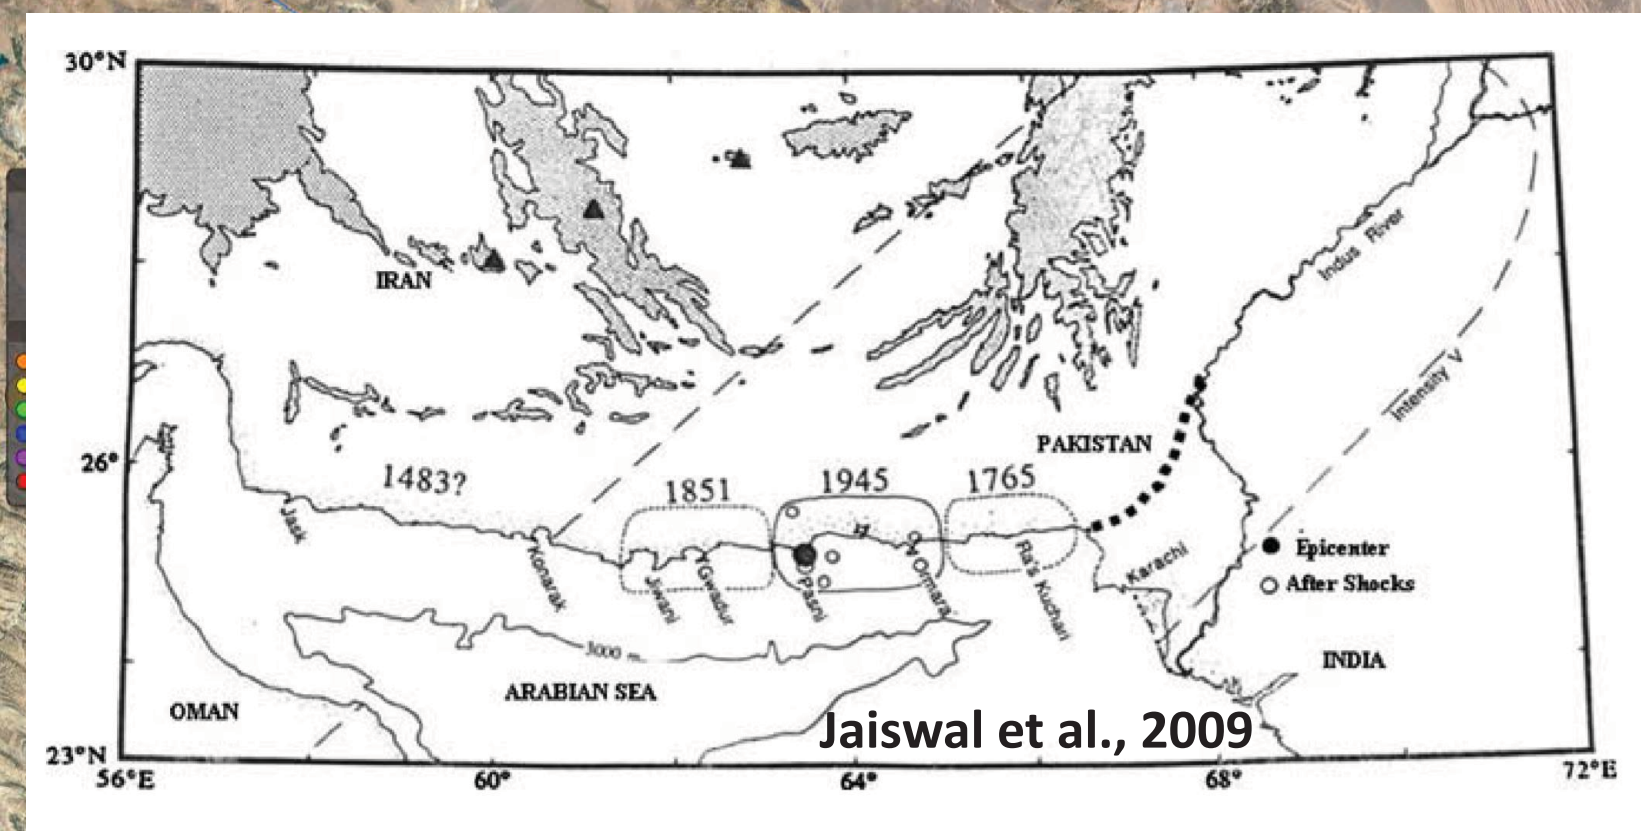 30°N
IRAN
Indus River
Intensity V
PAKISTAN
26°
1483?
1851
1945
1765
Jask
Konarak
Jiwani
Gwadur
Pasni
Ormara
Ra's Kuchari
Karachi
Epicenter
After Shocks
3000 m.
INDIA
ARABIAN SEA
OMAN
Jaiswal et al., 2009
23°N
56°E
60°
64°
68°
72°E